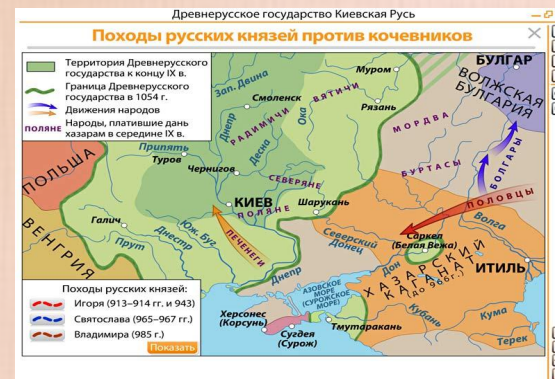 Древнерусское государство Киевская Русь
Походы русских князей против кочевников
Территория Древнерусского
государства к концу IX в.
Граница Древнерусского
государства в 1054 г.
Движения народов
ПОЛЯНЕ
Народы, платившие дань
хазарам в середине IX в.
БУЛГАР
ВОЛЖСКАЯ
БУЛГАРИЯ
Муром
Зап. Двина
Смоленск
ВЯТИЧИ
Рязань
Ока
РАДИМИЧИ
Днепр
Десна
МОРДВА
Припять
Туров
Чернигов
БУРТАСЫ
БОЛГАРЫ
ПОЛЬША
СЕВЕРЯНЕ
КИЕВ
ПОЛЯНЕ
Шарукань
ПОЛОВЦЫ
Галич
ВЕНГРИЯ
Прут
Днестр
Юж. Буг
ПЕЧЕНЕГИ
Северский
Донец
Саркел
(Белая Вежа)
Волга
ИТИЛЬ
Днепр
Дон
ХАЗАРСКИЙ
КАГАНАТ
(до 966г.)
АЗОВСКОЕ
МОРЕ
(СУРОЖСКОЕ
МОРЕ)
Херсонес
(Корсунь)
Сугдея
(Сурож)
Тмутаракань
Кубань
Кума
Терек
Походы русских князей:
Игоря (913–914 гг. и 943)
Святослава (965–967 гг.)
Владимира (985 г.)
Показать